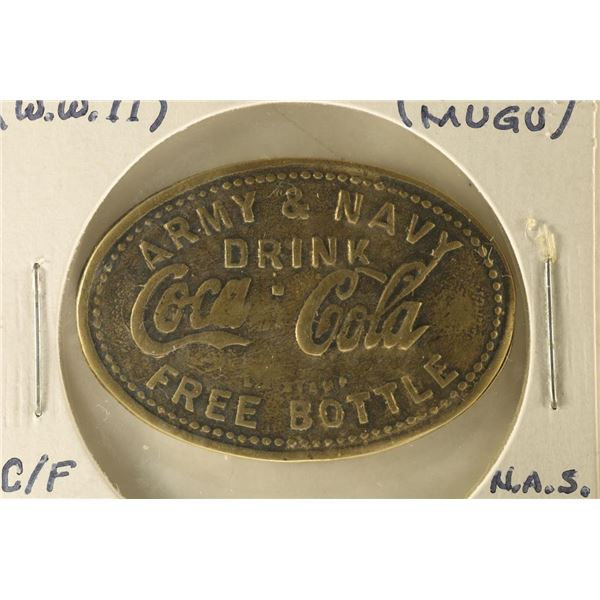 (W.W.II)
(MUGU)
ARMY & NAVY
DRINK
Coca-Cola
FREE BOTTLE
C/F
N.A.S.